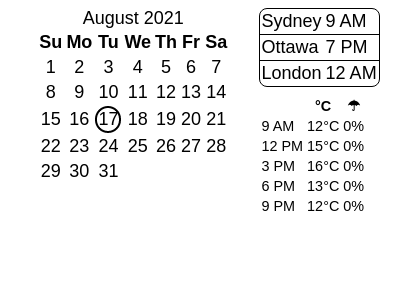 August 2021
Su Mo Tu We Th Fr Sa
1 2 3 4 5 6 7
8 9 10 11 12 13 14
15 16 17 18 19 20 21
22 23 24 25 26 27 28
29 30 31
Sydney 9 AM
Ottawa 7 PM
London 12 AM
°C ☂
9 AM 12°C 0%
12 PM 15°C 0%
3 PM 16°C 0%
6 PM 13°C 0%
9 PM 12°C 0%